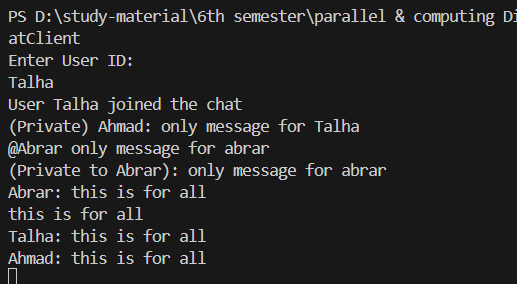 PS D:\study-material\6th semester\parallel & computing Di
atClient
Enter User ID:
Talha
User Talha joined the chat
(Private) Ahmad: only message for Talha
@Abrar only message for abrar
(Private to Abrar): only message for abrar
Abrar: this is for all
this is for all
Talha: this is for all
Ahmad: this is for all